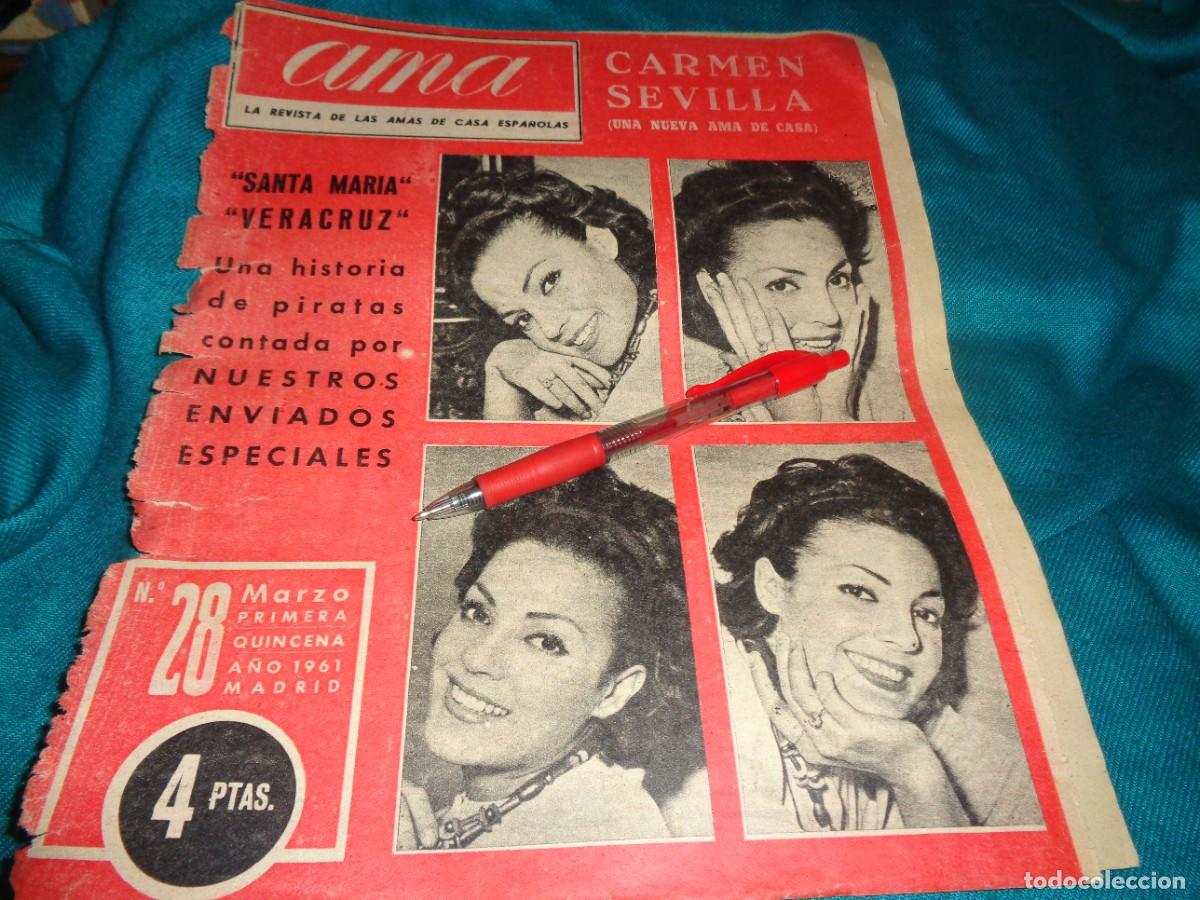 ama
LA REVISTA DE LAS AMAS DE CASA ESPAÑOLAS
CARMEN
SEVILLA
(UNA NUEVA AMA DE CASA)
"SANTA MARIA"
"VERACRUZ"
Una historia
de piratas
contada por
NUESTROS
ENVIADOS
ESPECIALES
N.º 28 Marzo
PRIMERA
QUINCENA
AÑO 1961
MADRID
4 PTAS.
todocoleccion